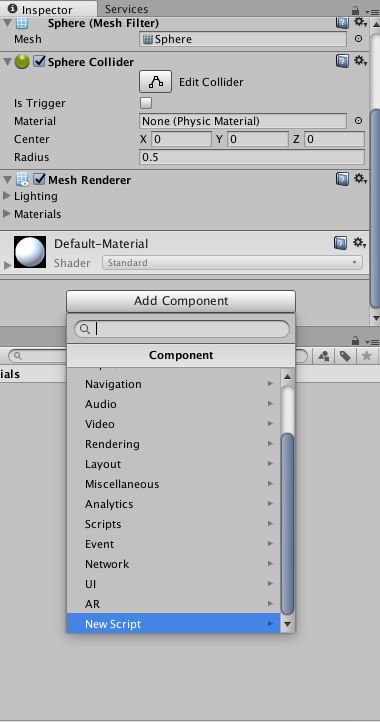 Inspector
Services
Sphere (Mesh Filter)
Mesh Sphere
Sphere Collider
Edit Collider
Is Trigger
Material None (Physic Material)
Center X 0 Y 0 Z 0
Radius 0.5
Mesh Renderer
Lighting
Materials
Default-Material
Shader Standard
Add Component
Component
ials
Navigation
Audio
Video
Rendering
Layout
Miscellaneous
Analytics
Scripts
Event
Network
UI
AR
New Script